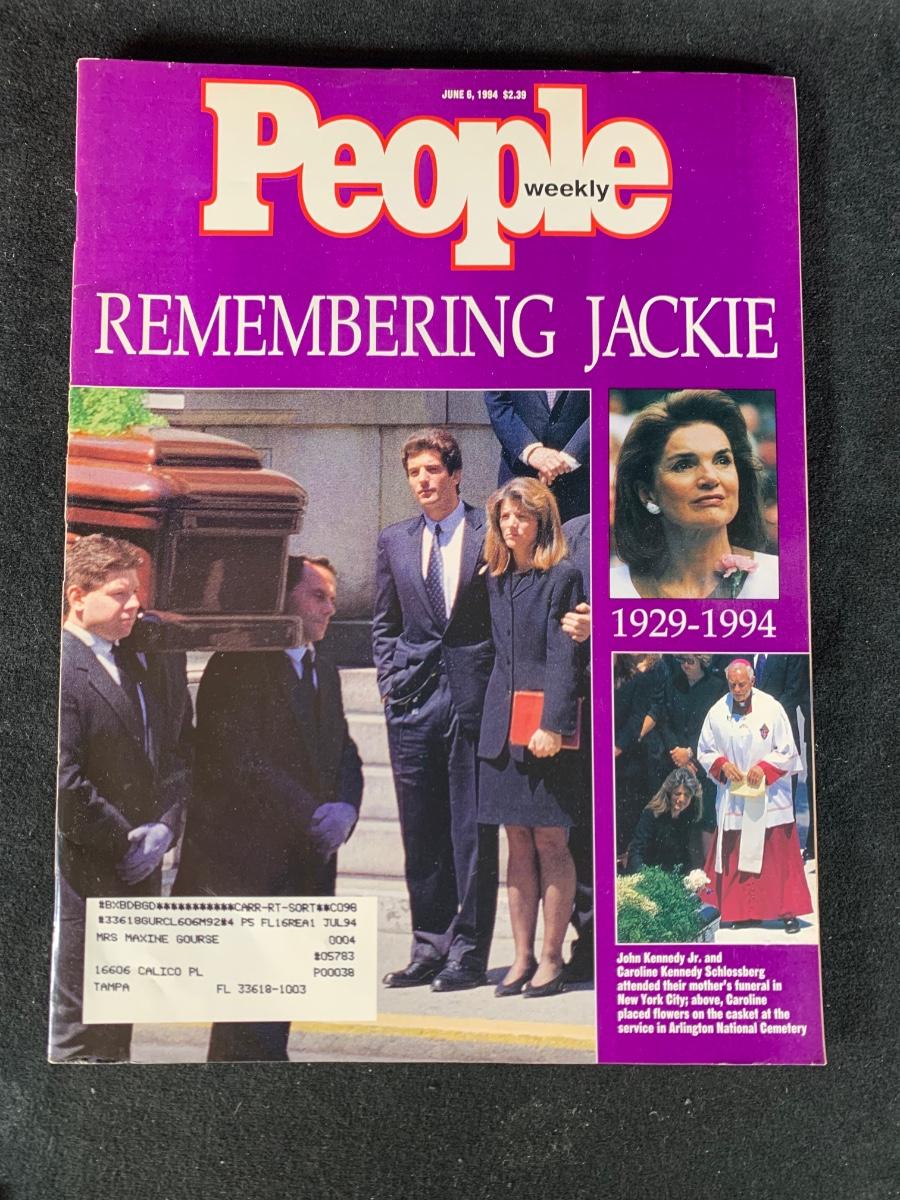 JUNE 6, 1994 $2.39
People
weekly
REMEMBERING JACKIE
1929-1994
John Kennedy Jr. and
Caroline Kennedy Schlossberg
attended their mother's funeral in
New York City; above, Caroline
placed flowers on the casket at the
service in Arlington National Cemetery
#BXBDBGD***********CARR-RT-SORT**C098
#33618GURCL606M92#4 P5 FL16REA1 JUL94
MRS MAXINE GOURSE 0004
#05783
16606 CALICO PL P00038
TAMPA FL 33618-1003